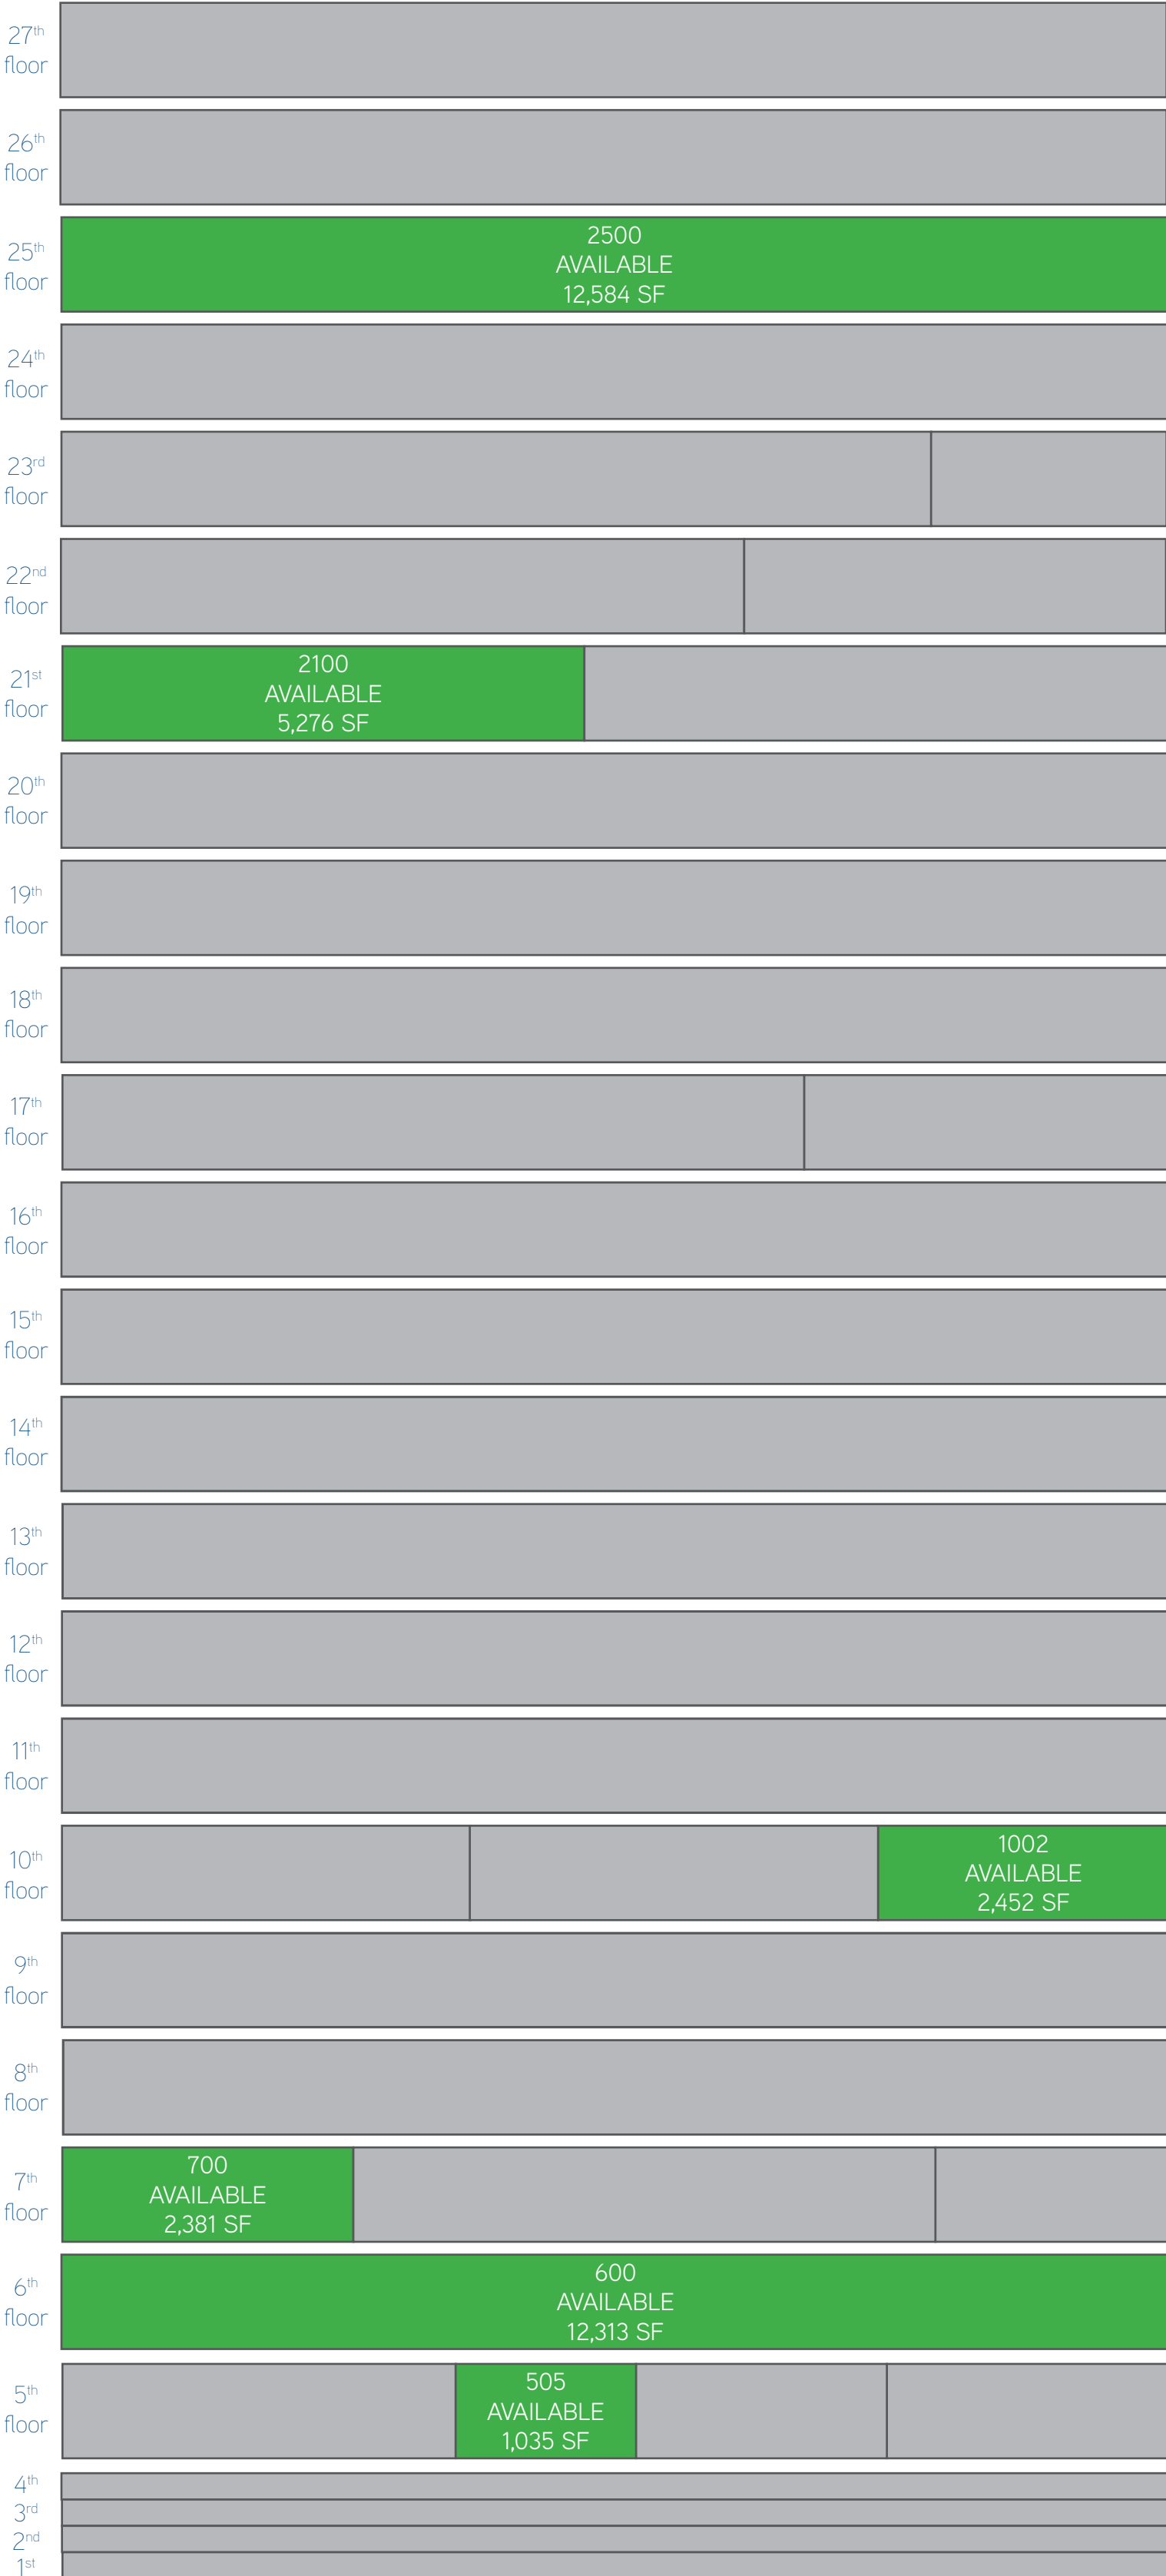 27th
floor
26th
floor
25th
floor
2500
AVAILABLE
12,584 SF
24th
floor
23rd
floor
22nd
floor
21st
floor
2100
AVAILABLE
5,276 SF
20th
floor
19th
floor
18th
floor
17th
floor
16th
floor
15th
floor
14th
floor
13th
floor
12th
floor
11th
floor
10th
floor
1002
AVAILABLE
2,452 SF
9th
floor
8th
floor
7th
floor
700
AVAILABLE
2,381 SF
6th
floor
600
AVAILABLE
12,313 SF
5th
floor
505
AVAILABLE
1,035 SF
4th
3rd
2nd
1st